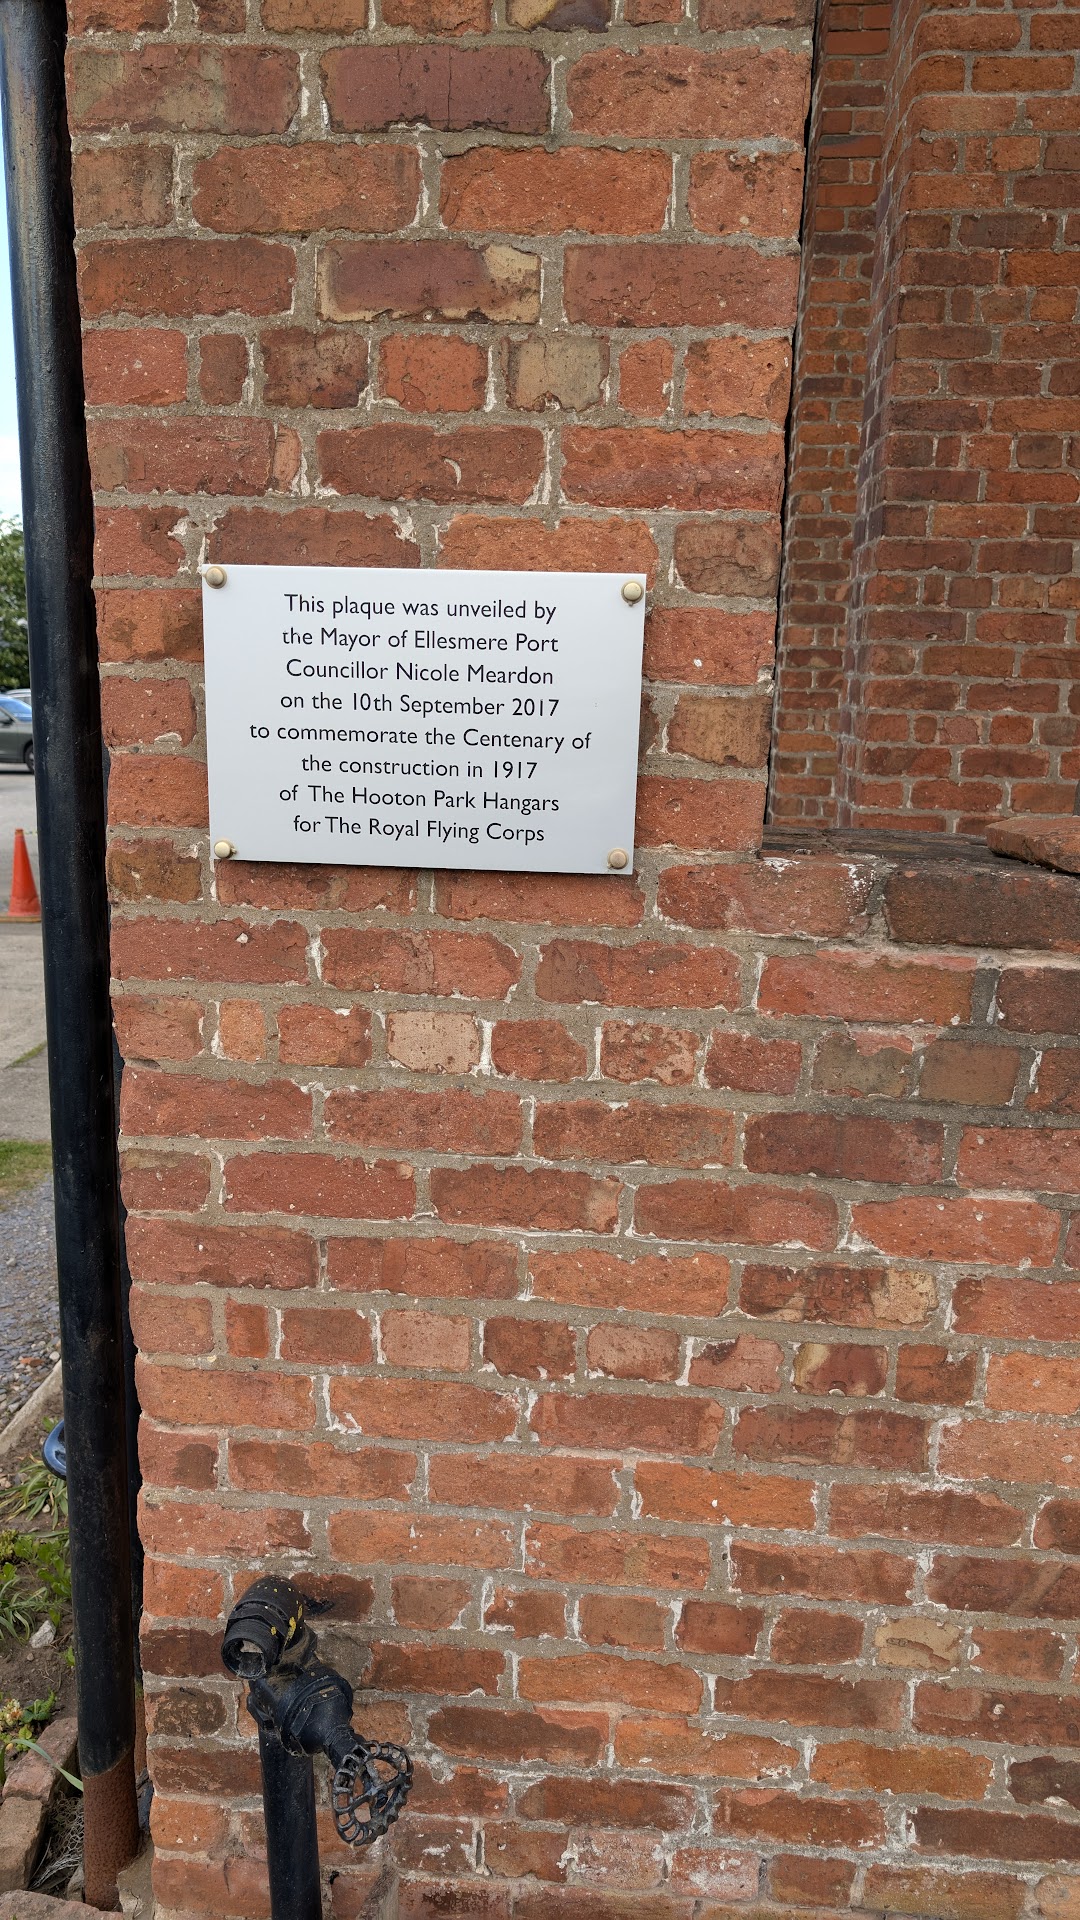 This plaque was unveiled by
the Mayor of Ellesmere Port
Councillor Nicole Meardon
on the 10th September 2017
to commemorate the Centenary of
the construction in 1917
of The Hooton Park Hangars
for The Royal Flying Corps